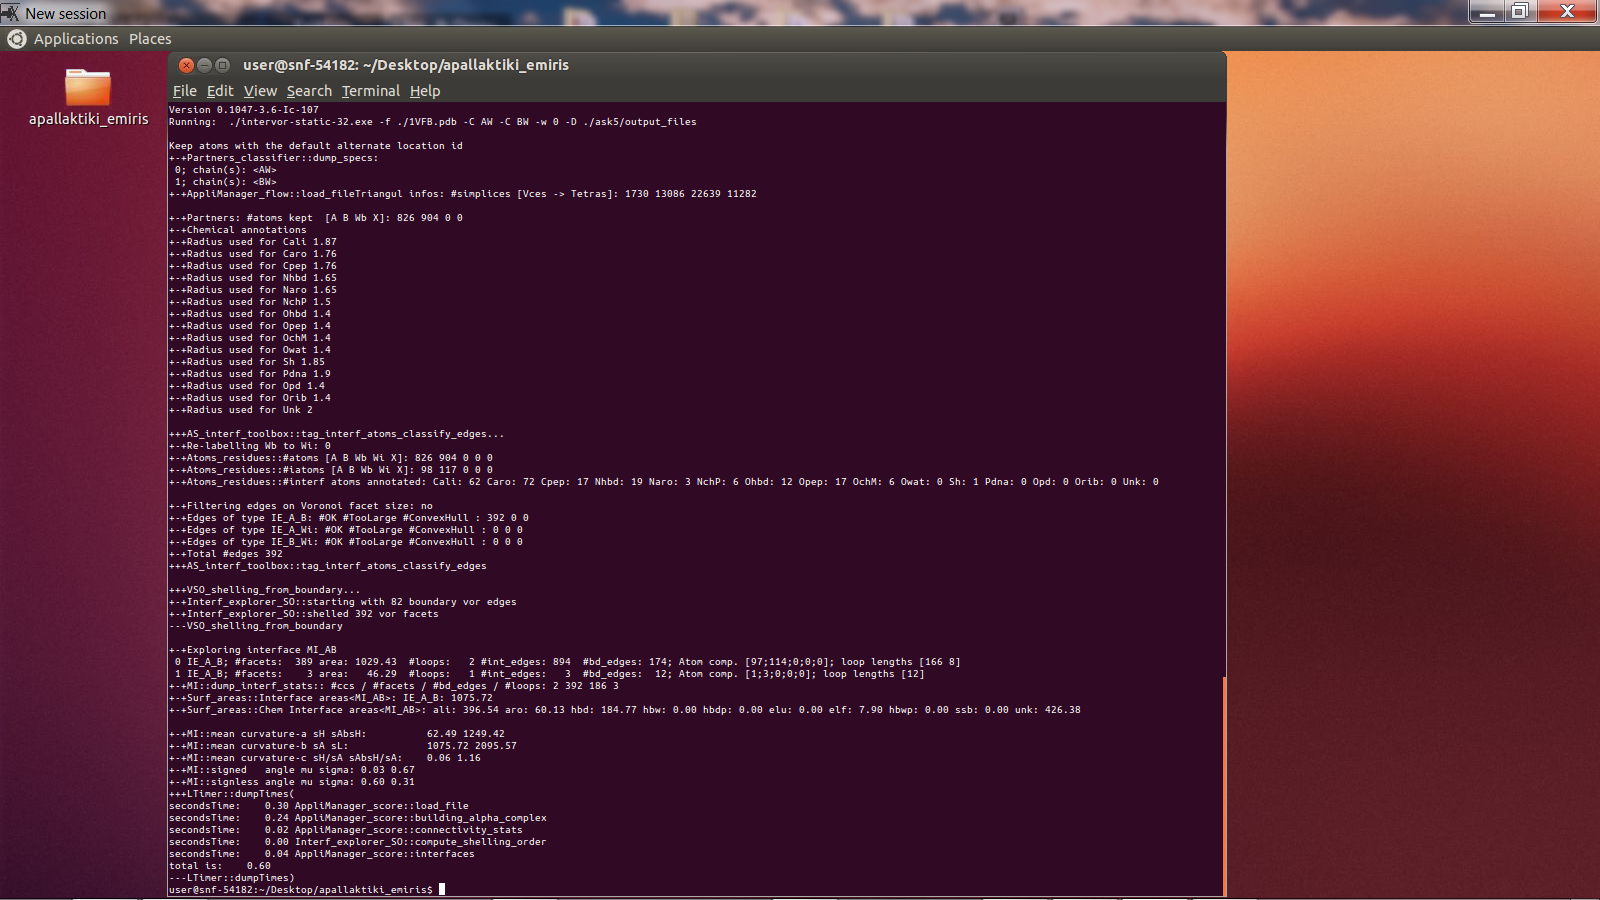 New session
Applications Places
apallaktiki_emiris
user@snf-54182: ~/Desktop/apallaktiki_emiris
File Edit View Search Terminal Help
Version 0.1047-3.6-Ic-107
Running:  ./intervor-static-32.exe -f ./1VFB.pdb -C AW -C BW -w 0 -D ./ask5/output_files
Keep atoms with the default alternate location id
+-+Partners_classifier::dump_specs:
0; chain(s): <AW>
1; chain(s): <BW>
+-+AppliManager_flow::load_fileTriangul infos: #simplices [Vces -> Tetras]: 1730 13086 22639 11282
+-+Partners: #atoms kept  [A B Wb X]: 826 904 0 0
+-+Chemical annotations
+-+Radius used for Cali 1.87
+-+Radius used for Caro 1.76
+-+Radius used for Cpep 1.76
+-+Radius used for Nhbd 1.65
+-+Radius used for Naro 1.65
+-+Radius used for NchP 1.5
+-+Radius used for Ohbd 1.4
+-+Radius used for Opep 1.4
+-+Radius used for OchM 1.4
+-+Radius used for Owat 1.4
+-+Radius used for Sh 1.85
+-+Radius used for Pdna 1.9
+-+Radius used for Opd 1.4
+-+Radius used for Orib 1.4
+-+Radius used for Unk 2
+++AS_interf_toolbox::tag_interf_atoms_classify_edges...
+-+Re-labelling Wb to Wi: 0
+-+Atoms_residues::#atoms [A B Wb Wi X]: 826 904 0 0 0
+-+Atoms_residues::#iatoms [A B Wb Wi X]: 98 117 0 0 0
+-+Atoms_residues::#interf atoms annotated: Cali: 62 Caro: 72 Cpep: 17 Nhbd: 19 Naro: 3 NchP: 6 Ohbd: 12 Opep: 17 OchM: 6 Owat: 0 Sh: 1 Pdna: 0 Opd: 0 Orib: 0 Unk: 0
+-+Filtering edges on Voronoi facet size: no
+-+Edges of type IE_A_B: #OK #TooLarge #ConvexHull : 392 0 0
+-+Edges of type IE_A_Wi: #OK #TooLarge #ConvexHull : 0 0 0
+-+Edges of type IE_B_Wi: #OK #TooLarge #ConvexHull : 0 0 0
+-+Total #edges 392
+++AS_interf_toolbox::tag_interf_atoms_classify_edges
+++VSO_shelling_from_boundary...
+-+Interf_explorer_SO::starting with 82 boundary vor edges
+-+Interf_explorer_SO::shelled 392 vor facets
---VSO_shelling_from_boundary
+-+Exploring interface MI_AB
0 IE_A_B; #facets:  389 area: 1029.43  #loops:   2 #int_edges: 894  #bd_edges: 174; Atom comp. [97;114;0;0;0]; loop lengths [166 8]
1 IE_A_B; #facets:    3 area:   46.29  #loops:   1 #int_edges:   3  #bd_edges:  12; Atom comp. [1;3;0;0;0]; loop lengths [12]
+-+MI::dump_interf_stats:: #ccs / #facets / #bd_edges / #loops: 2 392 186 3
+-+Surf_areas::Interface areas<MI_AB>: IE_A_B: 1075.72
+-+Surf_areas::Chem Interface areas<MI_AB>: ali: 396.54 aro: 60.13 hbd: 184.77 hbw: 0.00 hbdp: 0.00 elu: 0.00 elf: 7.90 hbwp: 0.00 ssb: 0.00 unk: 426.38
+-+MI::mean curvature-a sH sAbsH:          62.49 1249.42
+-+MI::mean curvature-b sA sL:             1075.72 2095.57
+-+MI::mean curvature-c sH/sA sAbsH/sA:    0.06 1.16
+-+MI::signed   angle mu sigma: 0.03 0.67
+-+MI::signless angle mu sigma: 0.60 0.31
+++LTimer::dumpTimes(
secondsTime:    0.30 AppliManager_score::load_file
secondsTime:    0.24 AppliManager_score::building_alpha_complex
secondsTime:    0.02 AppliManager_score::connectivity_stats
secondsTime:    0.00 Interf_explorer_SO::compute_shelling_order
secondsTime:    0.04 AppliManager_score::interfaces
total is:    0.60
---LTimer::dumpTimes)
user@snf-54182:~/Desktop/apallaktiki_emiris$